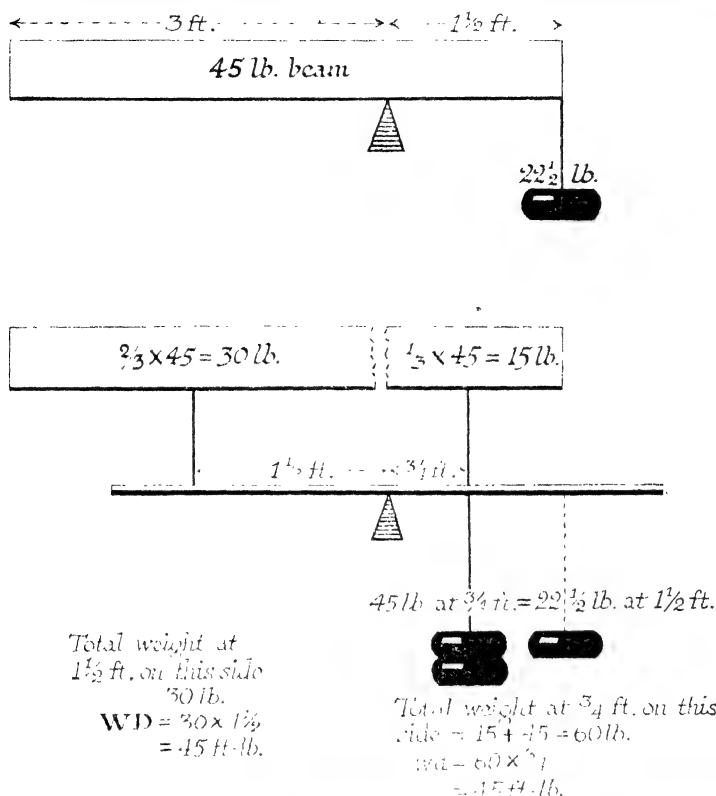 3 ft. 1½ ft.
45 lb. beam
22½ lb.
⅔ × 45 = 30 lb. ⅓ × 45 = 15 lb.
1½ ft. ¾ ft.
45 lb at ¾ ft. = 22½ lb. at 1½ ft.
Total weight at
1½ ft. on this side
30 lb.
WD = 30 × 1½
= 45 ft-lb.
Total weight at ¾ ft. on this
side = 15 + 45 = 60 lb.
wd = 60 × ¾
= 45 ft-lb.